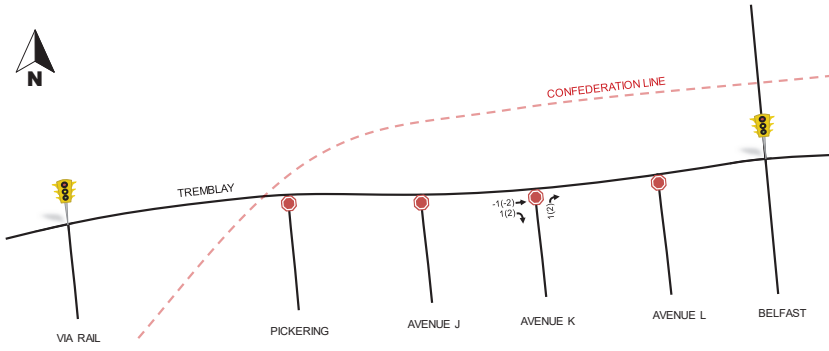 N
CONFEDERATION LINE
TREMBLAY
-1(-2)
1(2)
1(2)
VIA RAIL
PICKERING
AVENUE J
AVENUE K
AVENUE L
BELFAST